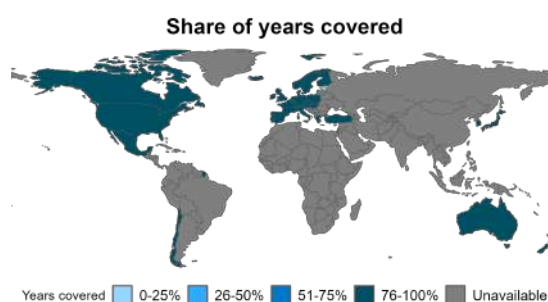 Share of years covered
Years covered 0-25% 26-50% 51-75% 76-100% Unavailable